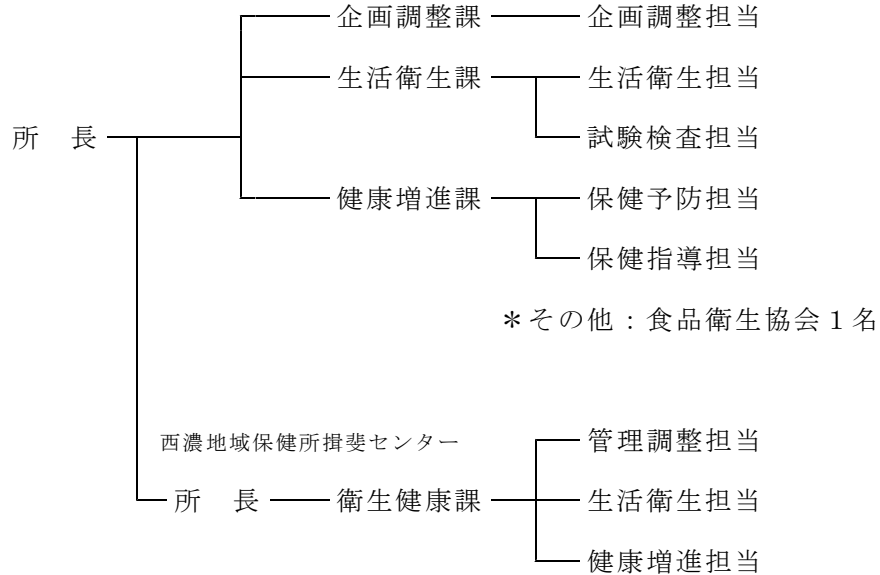 企画調整課 企画調整担当
生活衛生課 生活衛生担当
所　長 試験検査担当
健康増進課 保健予防担当
保健指導担当
＊その他：食品衛生協会１名
西濃地域保健所揖斐センター 管理調整担当
所　長 衛生健康課 生活衛生担当
健康増進担当